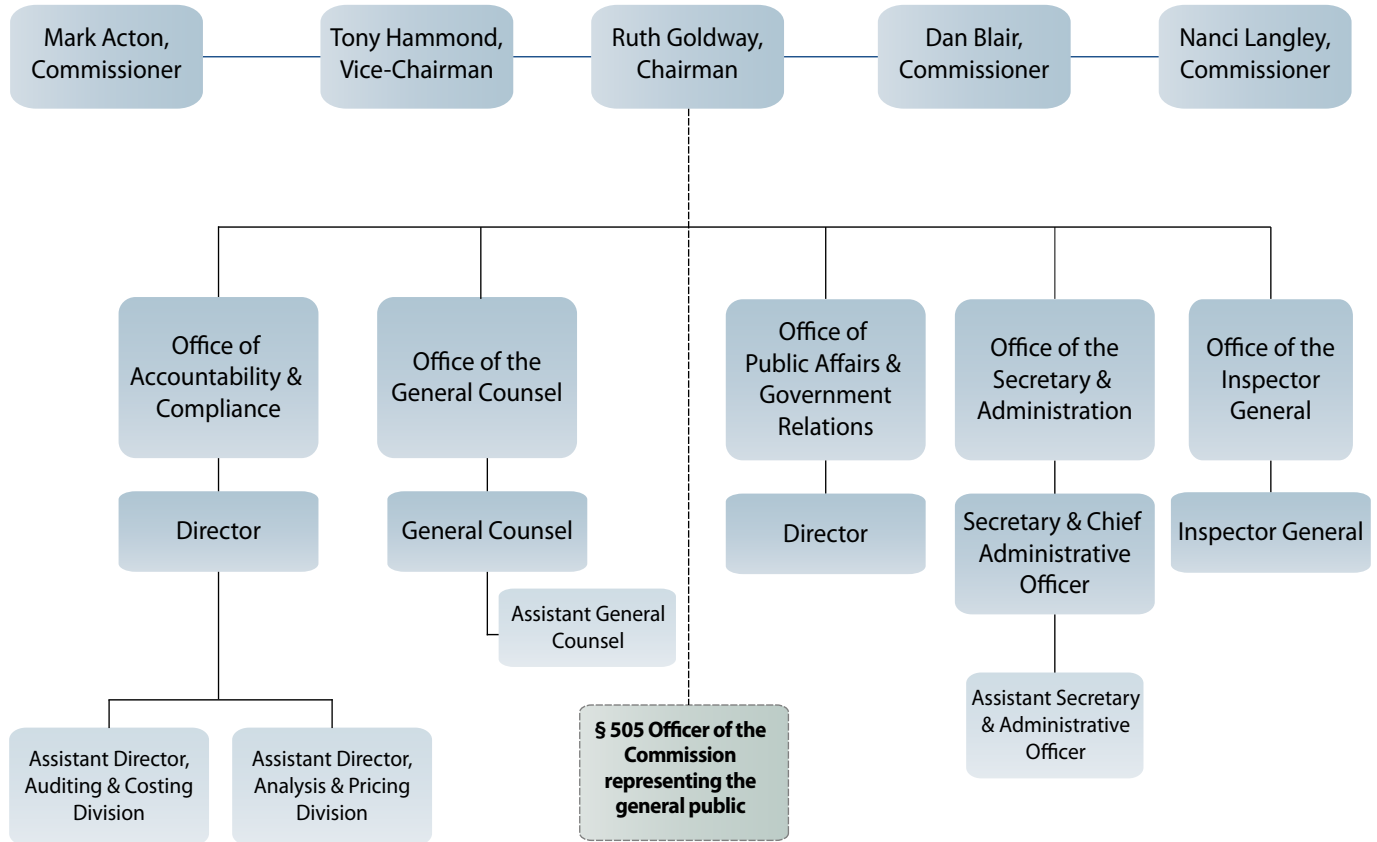 Mark Acton,
Commissioner
Tony Hammond,
Vice-Chairman
Ruth Goldway,
Chairman
Dan Blair,
Commissioner
Nanci Langley,
Commissioner
Office of
Accountability &
Compliance
Office of the
General Counsel
Office of
Public Affairs &
Government
Relations
Office of the
Secretary &
Administration
Office of the
Inspector
General
Director
General Counsel
Director
Secretary & Chief
Administrative
Officer
Inspector General
Assistant General
Counsel
Assistant Secretary
& Administrative
Officer
Assistant Director,
Auditing & Costing
Division
Assistant Director,
Analysis & Pricing
Division
§ 505 Officer of the
Commission
representing the
general public